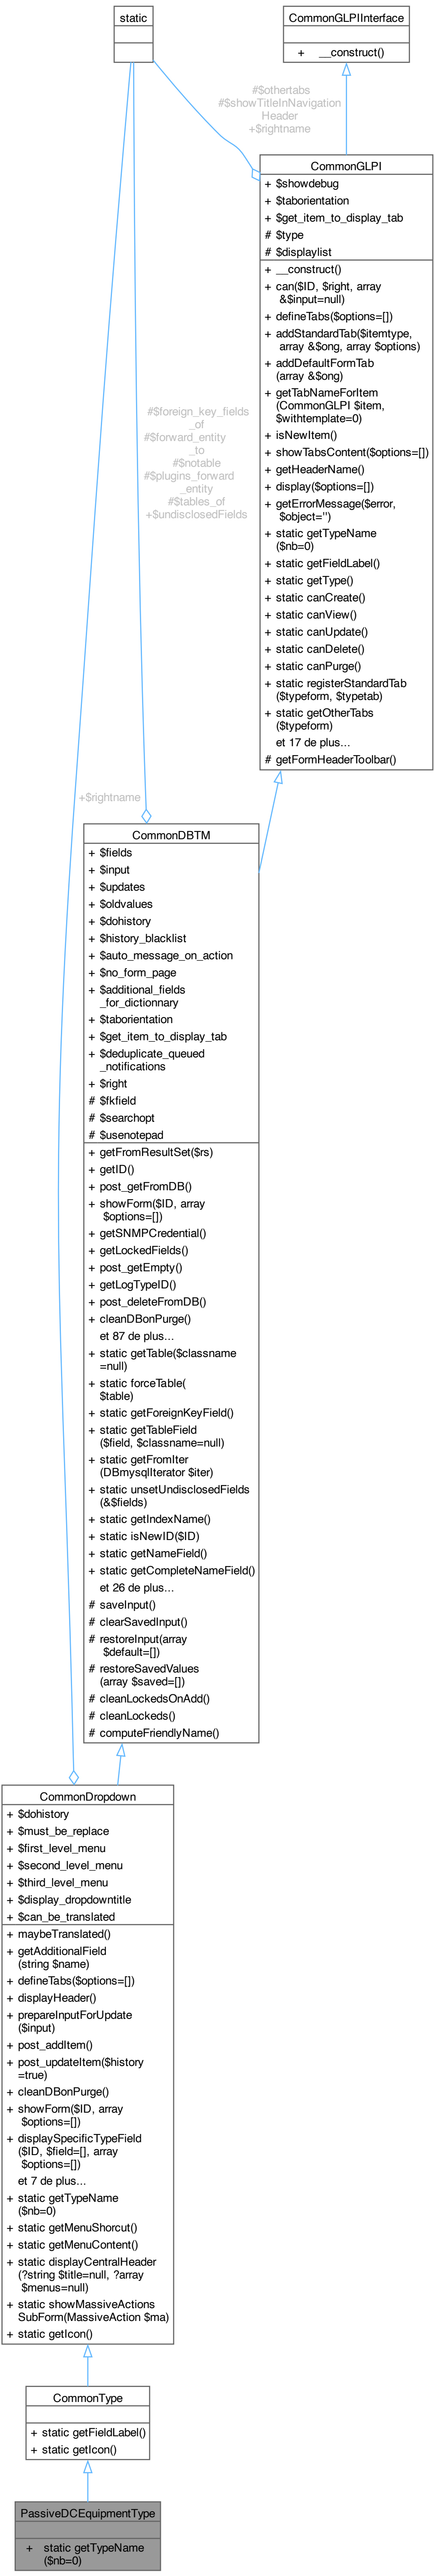 static
CommonGLPIInterface
+ __construct()
#$othertabs
#$showTitleInNavigation
Header
+$rightname
CommonGLPI
+ $showdebug
+ $taborientation
+ $get_item_to_display_tab
# $type
# $displaylist
+ __construct()
+ can($ID, $right, array
&$input=null)
+ defineTabs($options=[])
+ addStandardTab($itemtype,
array &$ong, array $options)
+ addDefaultFormTab
(array &$ong)
+ getTabNameForItem
(CommonGLPI $item,
$withtemplate=0)
+ isNewItem()
+ showTabsContent($options=[])
+ getHeaderName()
+ display($options=[])
+ getErrorMessage($error,
$object='')
+ static getTypeName
($nb=0)
+ static getFieldLabel()
+ static getType()
+ static canCreate()
+ static canView()
+ static canUpdate()
+ static canDelete()
+ static canPurge()
+ static registerStandardTab
($typeform, $typetab)
+ static getOtherTabs
($typeform)
et 17 de plus...
# getFormHeaderToolbar()
#$foreign_key_fields
_of
#$forward_entity
_to
#$notable
#$plugins_forward
_entity
#$tables_of
+$undisclosedFields
+$rightname
CommonDBTM
+ $fields
+ $input
+ $updates
+ $oldvalues
+ $dohistory
+ $history_blacklist
+ $auto_message_on_action
+ $no_form_page
+ $additional_fields
_for_dictionnary
+ $taborientation
+ $get_item_to_display_tab
+ $deduplicate_queued
_notifications
+ $right
# $fkfield
# $searchopt
# $usenotepad
+ getFromResultSet($rs)
+ getID()
+ post_getFromDB()
+ showForm($ID, array
$options=[])
+ getSNMPCredential()
+ getLockedFields()
+ post_getEmpty()
+ getLogTypeID()
+ post_deleteFromDB()
+ cleanDBonPurge()
et 87 de plus...
+ static getTable($classname
=null)
+ static forceTable(
$table)
+ static getForeignKeyField()
+ static getTableField
($field, $classname=null)
+ static getFromIter
(DBmysqlIterator $iter)
+ static unsetUndisclosedFields
(&$fields)
+ static getIndexName()
+ static isNewID($ID)
+ static getNameField()
+ static getCompleteNameField()
et 26 de plus...
# saveInput()
# clearSavedInput()
# restoreInput(array
$default=[])
# restoreSavedValues
(array $saved=[])
# cleanLockedsOnAdd()
# cleanLockeds()
# computeFriendlyName()
CommonDropdown
+ $dohistory
+ $must_be_replace
+ $first_level_menu
+ $second_level_menu
+ $third_level_menu
+ $display_dropdowntitle
+ $can_be_translated
+ maybeTranslated()
+ getAdditionalField
(string $name)
+ defineTabs($options=[])
+ displayHeader()
+ prepareInputForUpdate
($input)
+ post_addItem()
+ post_updateItem($history
=true)
+ cleanDBonPurge()
+ showForm($ID, array
$options=[])
+ displaySpecificTypeField
($ID, $field=[], array
$options=[])
et 7 de plus...
+ static getTypeName
($nb=0)
+ static getMenuShorcut()
+ static getMenuContent()
+ static displayCentralHeader
(?string $title=null, ?array
$menus=null)
+ static showMassiveActions
SubForm(MassiveAction $ma)
+ static getIcon()
CommonType
+ static getFieldLabel()
+ static getIcon()
PassiveDCEquipmentType
+ static getTypeName
($nb=0)